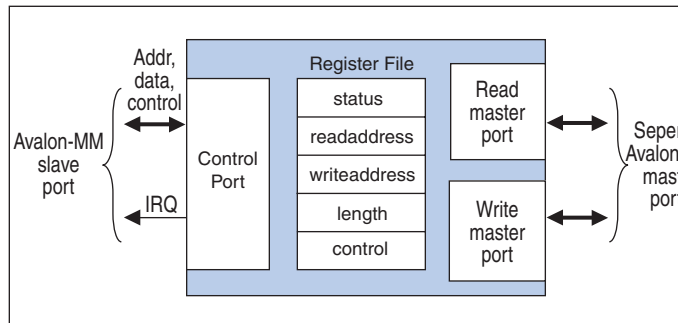 Addr,
data,
control
Avalon-MM
slave
port
IRQ
Control
Port
Register File
status
readaddress
writeaddress
length
control
Read
master
port
Write
master
port